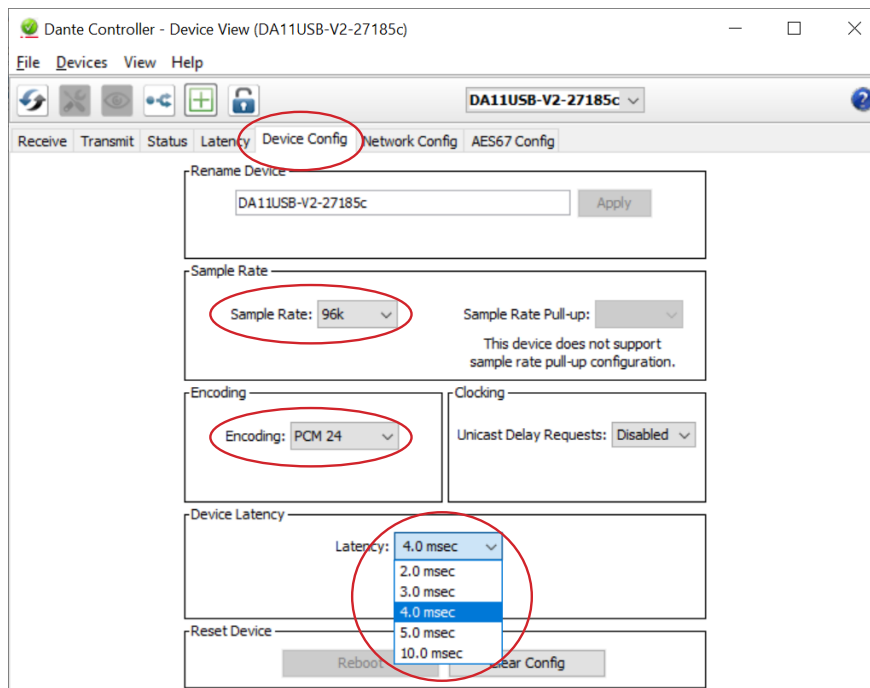 Dante Controller - Device View (DA11USB-V2-27185c)
File Devices View Help
DA11USB-V2-27185c
Receive Transmit Status Latency Device Config Network Config AES67 Config
Rename Device
DA11USB-V2-27185c Apply
Sample Rate
Sample Rate: 96k Sample Rate Pull-up:
This device does not support
sample rate pull-up configuration.
Encoding Clocking
Encoding: PCM 24 Unicast Delay Requests: Disabled
Device Latency
Latency: 4.0 msec
2.0 msec
3.0 msec
4.0 msec
5.0 msec
10.0 msec
Reset Device
Reboot Clear Config